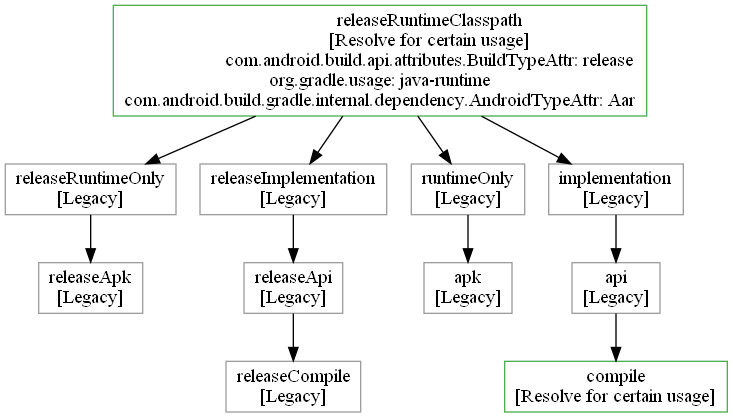 releaseRuntimeClasspath
[Resolve for certain usage]
com.android.build.api.attributes.BuildTypeAttr: release
org.gradle.usage: java-runtime
com.android.build.gradle.internal.dependency.AndroidTypeAttr: Aar
releaseRuntimeOnly
[Legacy]
releaseImplementation
[Legacy]
runtimeOnly
[Legacy]
implementation
[Legacy]
releaseApk
[Legacy]
releaseApi
[Legacy]
apk
[Legacy]
api
[Legacy]
releaseCompile
[Legacy]
compile
[Resolve for certain usage]